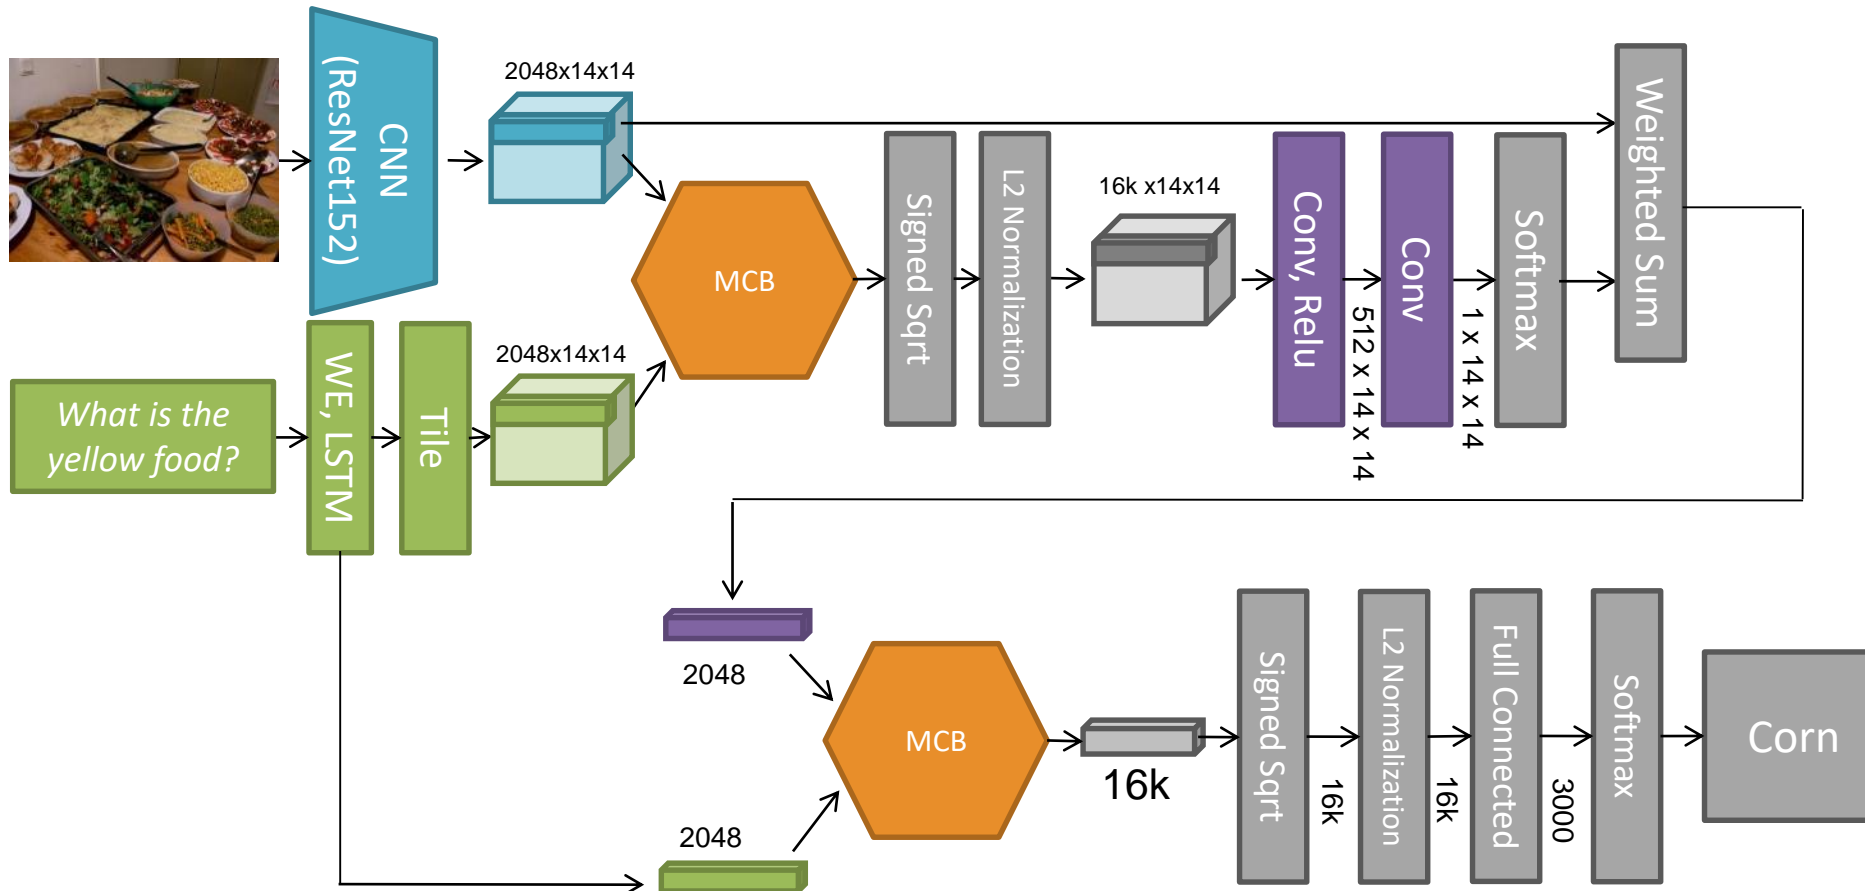 CNN
(ResNet152)
2048x14x14
What is the
yellow food?
WE, LSTM
Tile
2048x14x14
MCB
Signed Sqrt
L2 Normalization
16k x14x14
Conv, Relu
512 x 14 x 14
Conv
1 x 14 x 14
Softmax
Weighted Sum
2048
2048
MCB
16k
Signed Sqrt
16k
L2 Normalization
16k
Full Connected
3000
Softmax
Corn